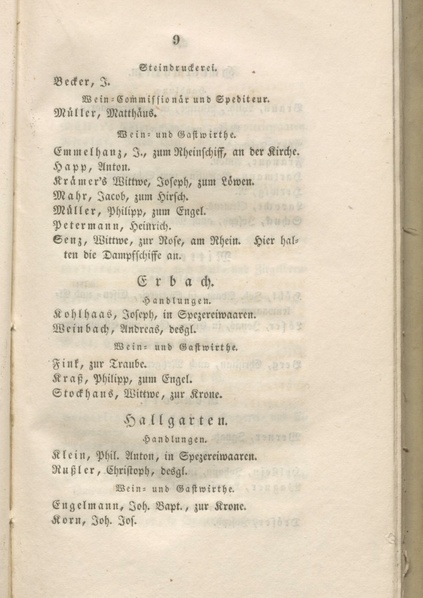 9
Steindruckerei.
Becker, J.
Wein-Commissionär und Spediteur.
Müller, Matthäus.
Wein- und Gastwirthe.
Emmelhanz, J., zum Rheinschiff, an der Kirche.
Happ, Anton.
Krämer's Wittwe, Joseph, zum Löwen.
Mahr, Jacob, zum Hirsch.
Müller, Philipp, zum Engel.
Petermann, Heinrich.
Senz, Wittwe, zur Rose, am Rhein. Hier hal-
ten die Dampfschiffe an.
Erbach.
Handlungen.
Kohlhaas, Joseph, in Spezereiwaaren.
Weinbach, Andreas, desgl.
Wein- und Gastwirthe.
Fink, zur Traube.
Kraß, Philipp, zum Engel.
Stockhaus, Wittwe, zur Krone.
Hallgarten.
Handlungen.
Klein, Phil. Anton, in Spezereiwaaren.
Rußler, Christoph, desgl.
Wein- und Gastwirthe.
Engelmann, Joh. Bapt., zur Krone.
Korn, Joh. Jos.